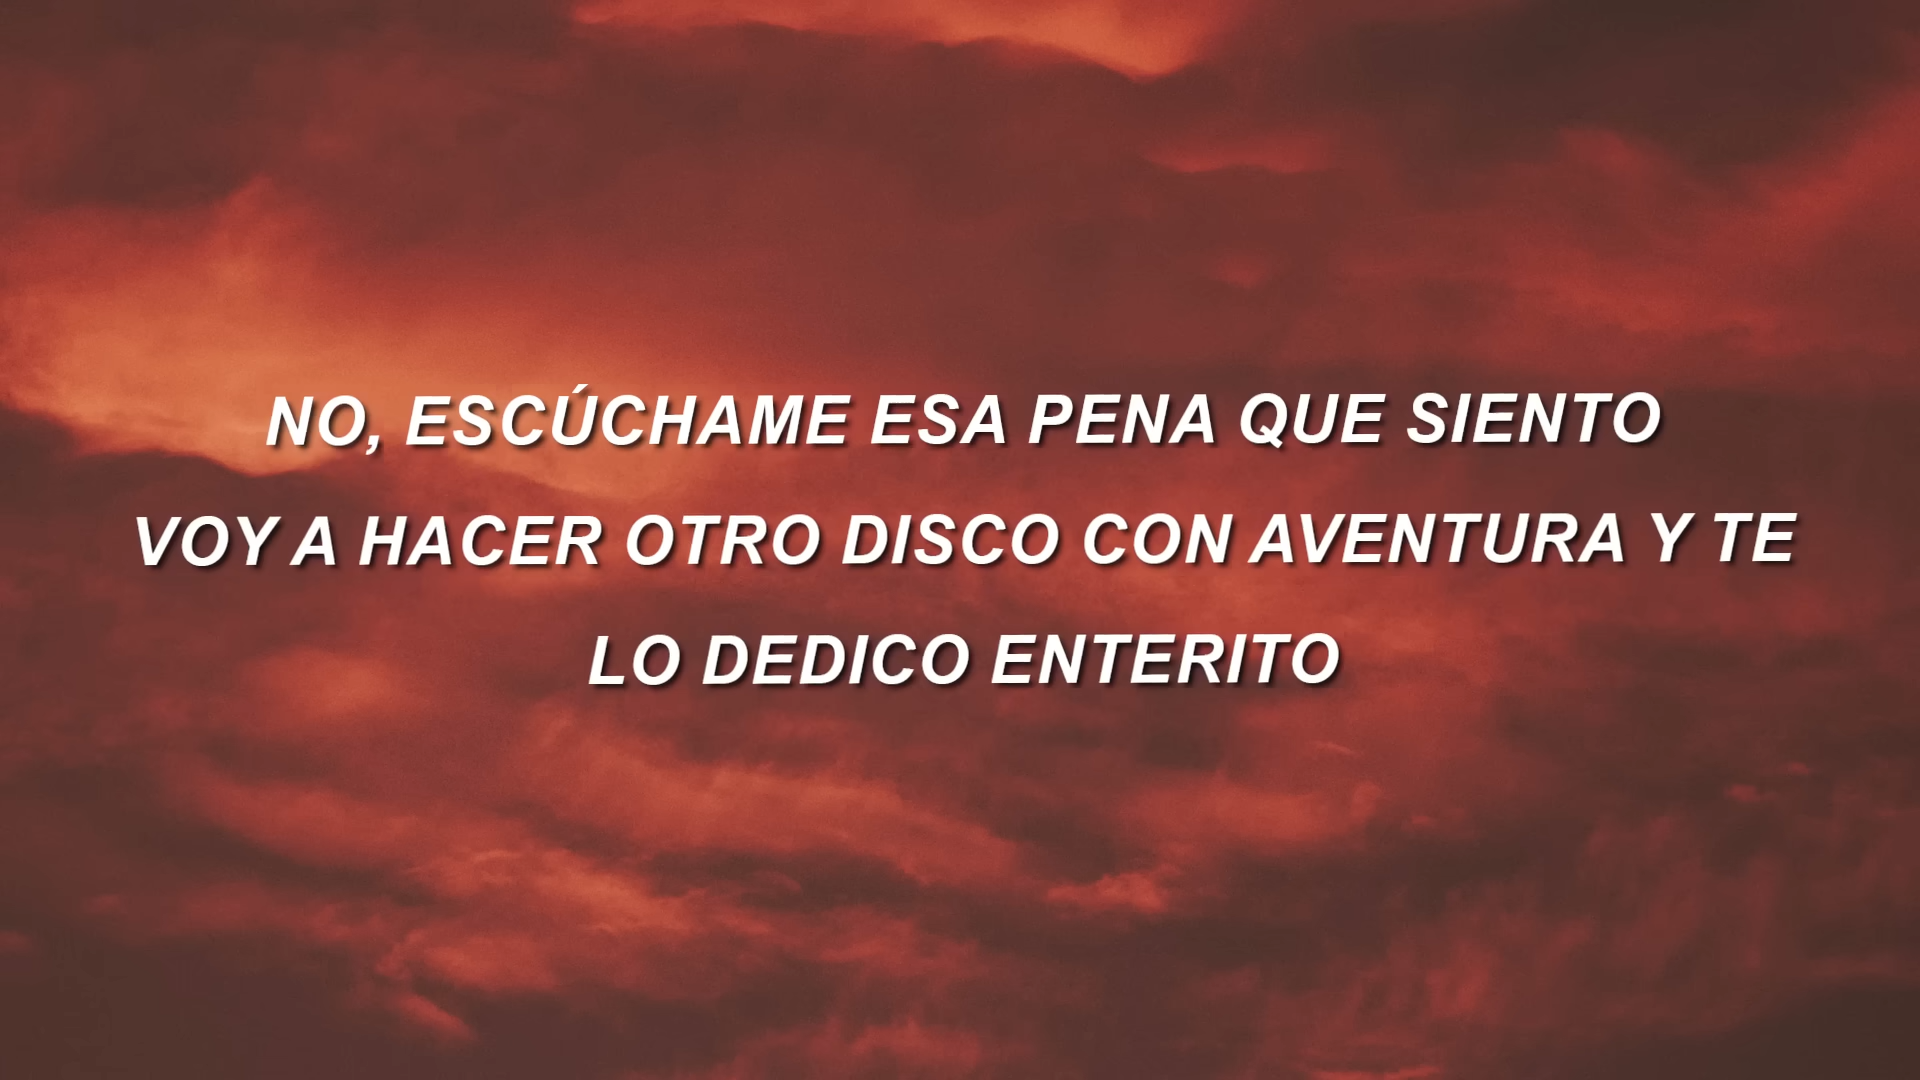 NO, ESCÚCHAME ESA PENA QUE SIENTO
VOY A HACER OTRO DISCO CON AVENTURA Y TE
LO DEDICO ENTERITO